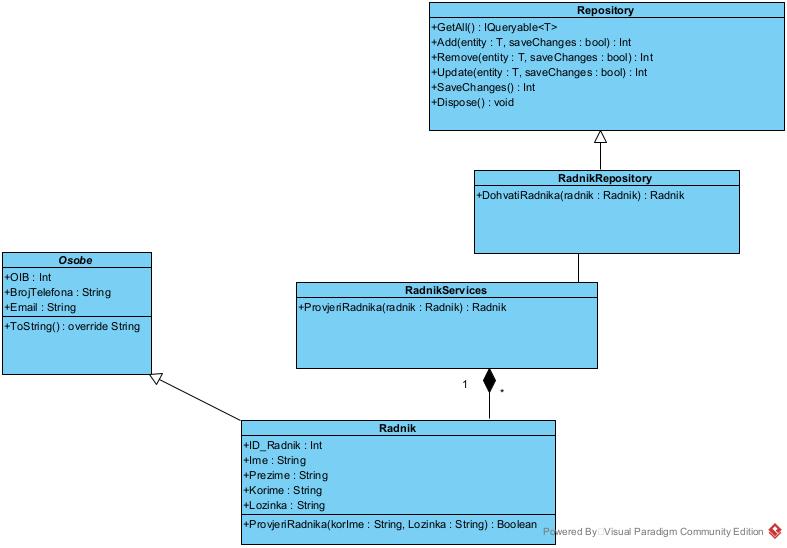 Repository
+GetAll() : IQueryable<T>
+Add(entity : T, saveChanges : bool) : Int
+Remove(entity : T, saveChanges : bool) : Int
+Update(entity : T, saveChanges : bool) : Int
+SaveChanges() : Int
+Dispose() : void
RadnikRepository
+DohvatiRadnika(radnik : Radnik) : Radnik
Osobe
+OIB : Int
+BrojTelefona : String
+Email : String
+ToString() : override String
RadnikServices
+ProvjeriRadnika(radnik : Radnik) : Radnik
1
*
Radnik
+ID_Radnik : Int
+Ime : String
+Prezime : String
+Korime : String
+Lozinka : String
+ProvjeriRadnika(korIme : String, Lozinka : String) : Boolean
Powered By Visual Paradigm Community Edition